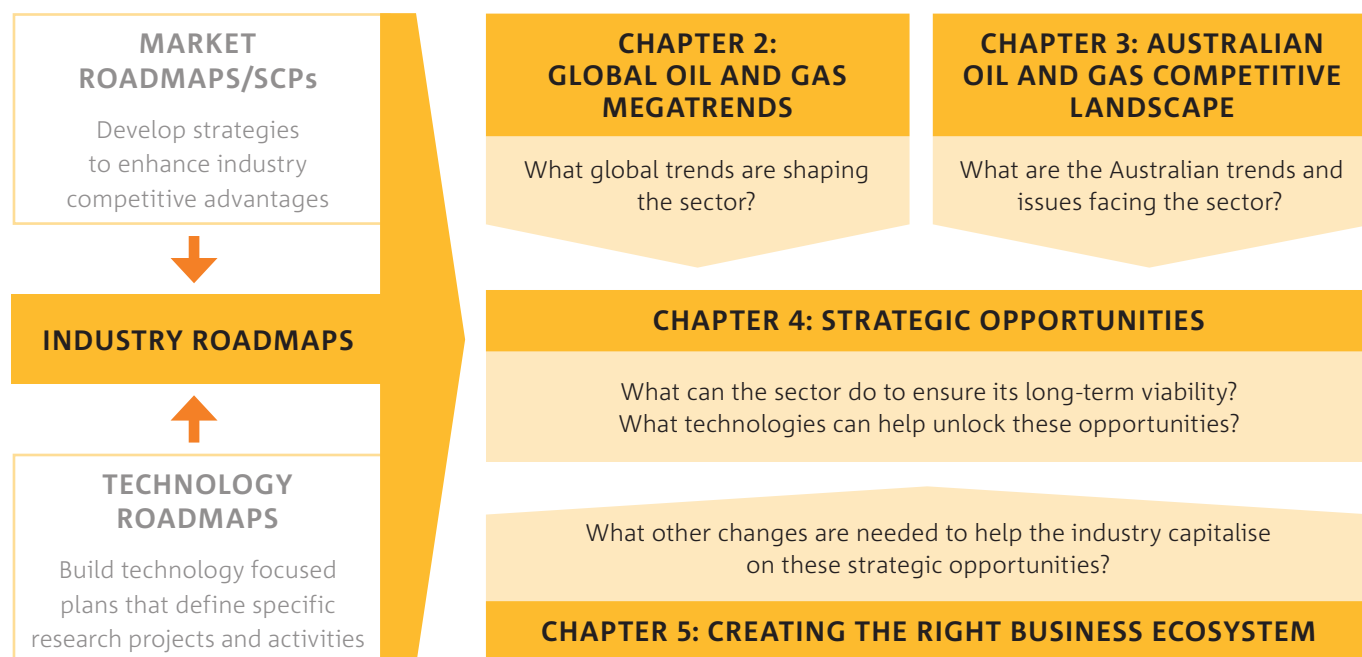 MARKET
ROADMAPS/SCPs
Develop strategies
to enhance industry
competitive advantages
INDUSTRY ROADMAPS
TECHNOLOGY
ROADMAPS
Build technology focused
plans that define specific
research projects and activities
CHAPTER 2:
GLOBAL OIL AND GAS
MEGATRENDS
What global trends are shaping
the sector?
CHAPTER 3: AUSTRALIAN
OIL AND GAS COMPETITIVE
LANDSCAPE
What are the Australian trends and
issues facing the sector?
CHAPTER 4: STRATEGIC OPPORTUNITIES
What can the sector do to ensure its long-term viability?
What technologies can help unlock these opportunities?
What other changes are needed to help the industry capitalise
on these strategic opportunities?
CHAPTER 5: CREATING THE RIGHT BUSINESS ECOSYSTEM